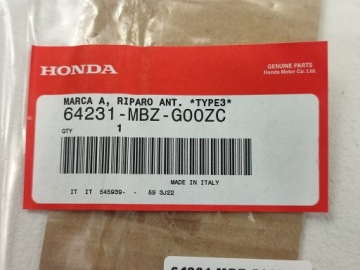 HONDA
GENUINE PARTS
Honda Motor Co. Ltd.
MARCA A, RIPARO ANT. *TYPE3*
64231-MBZ-G00ZC
QTY 1
MADE IN ITALY
IT IT 545939- - 59 3J22